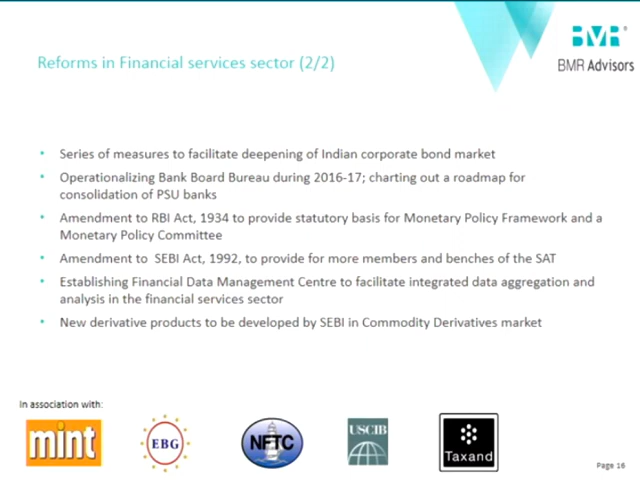 BMR
BMR Advisors
Reforms in Financial services sector (2/2)
• Series of measures to facilitate deepening of Indian corporate bond market
• Operationalizing Bank Board Bureau during 2016-17; charting out a roadmap for
consolidation of PSU banks
• Amendment to RBI Act, 1934 to provide statutory basis for Monetary Policy Framework and a
Monetary Policy Committee
• Amendment to SEBI Act, 1992, to provide for more members and benches of the SAT
• Establishing Financial Data Management Centre to facilitate integrated data aggregation and
analysis in the financial services sector
• New derivative products to be developed by SEBI in Commodity Derivatives market
In association with:
mint
EBG
NFTC
USCIB
Taxand
Page 16